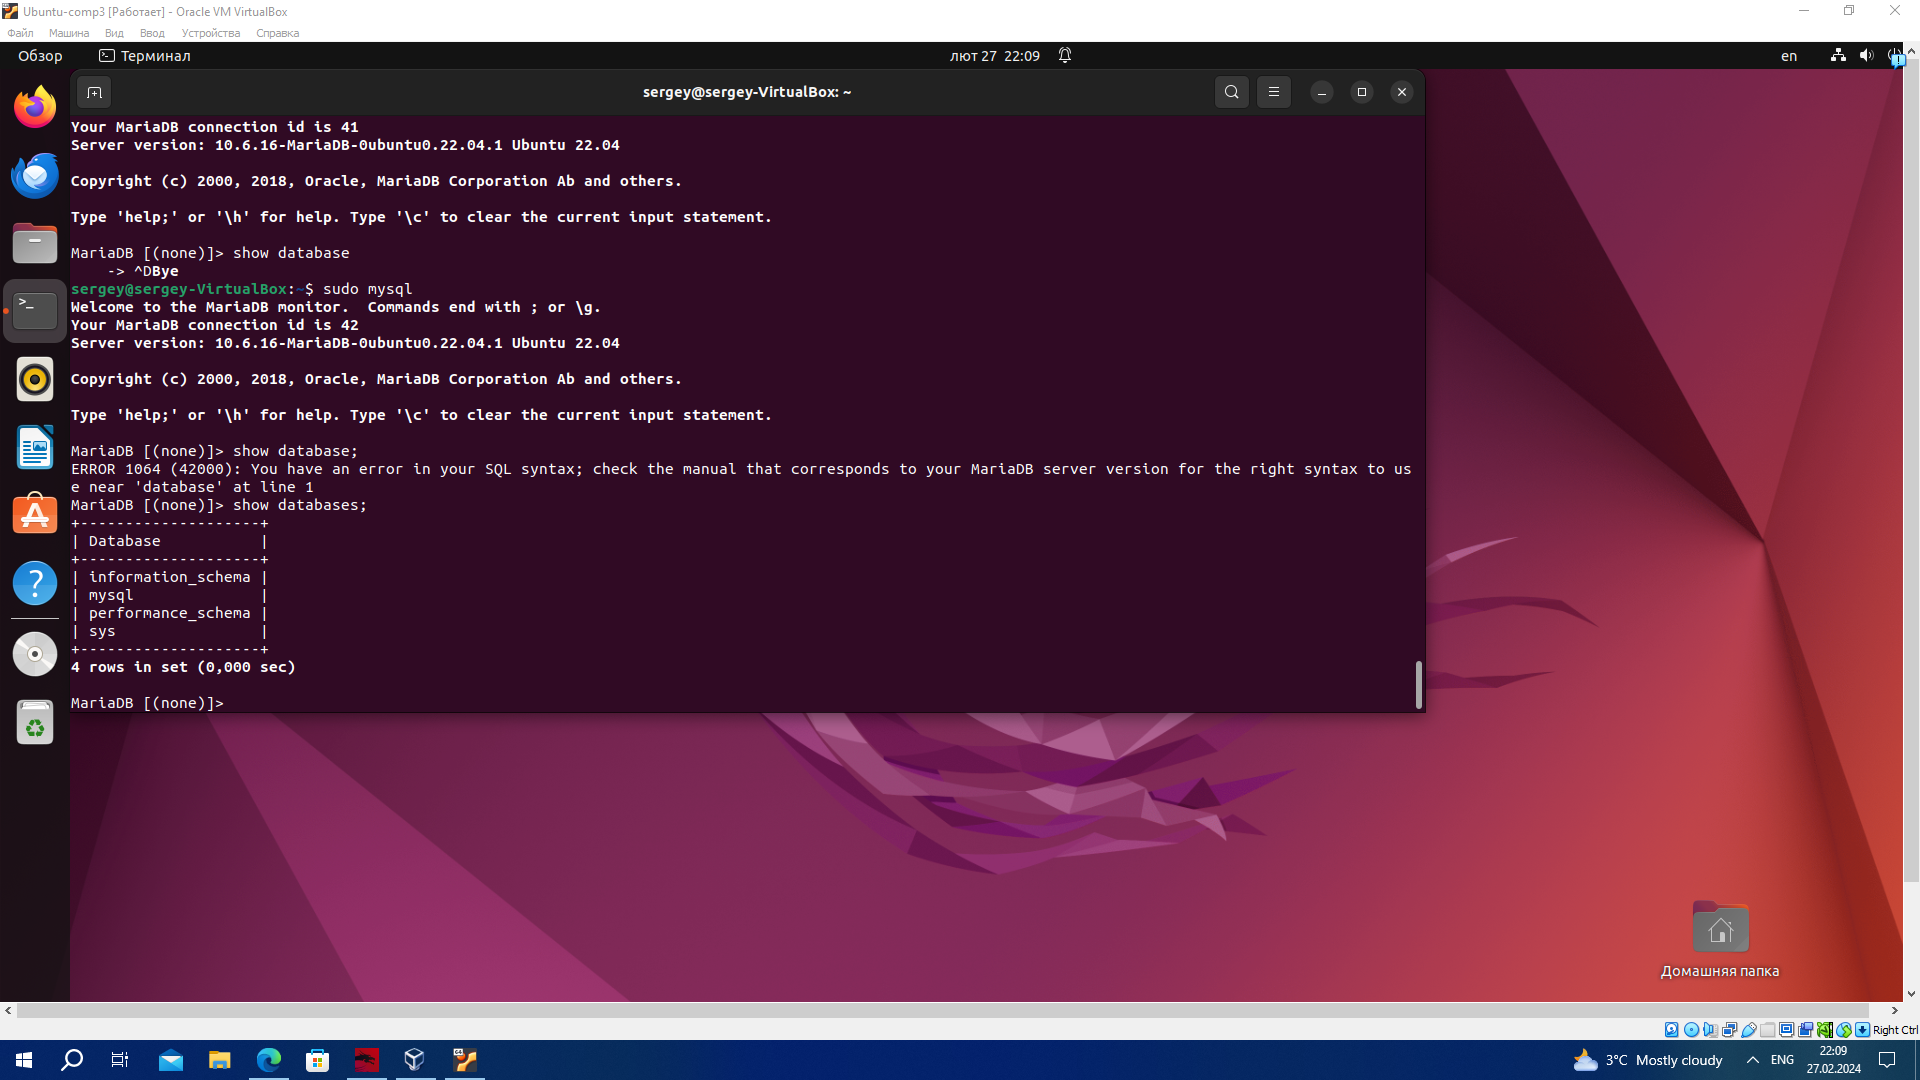 Ubuntu-comp3 [Работает] - Oracle VM VirtualBox
Файл Машина Вид Ввод Устройства Справка
Обзор Терминал лют 27 22:09 en
sergey@sergey-VirtualBox: ~
Your MariaDB connection id is 41
Server version: 10.6.16-MariaDB-0ubuntu0.22.04.1 Ubuntu 22.04
Copyright (c) 2000, 2018, Oracle, MariaDB Corporation Ab and others.
Type 'help;' or '\h' for help. Type '\c' to clear the current input statement.
MariaDB [(none)]> show database
    -> ^DBye
sergey@sergey-VirtualBox:~$ sudo mysql
Welcome to the MariaDB monitor.  Commands end with ; or \g.
Your MariaDB connection id is 42
Server version: 10.6.16-MariaDB-0ubuntu0.22.04.1 Ubuntu 22.04
Copyright (c) 2000, 2018, Oracle, MariaDB Corporation Ab and others.
Type 'help;' or '\h' for help. Type '\c' to clear the current input statement.
MariaDB [(none)]> show database;
ERROR 1064 (42000): You have an error in your SQL syntax; check the manual that corresponds to your MariaDB server version for the right syntax to us
e near 'database' at line 1
MariaDB [(none)]> show databases;
+--------------------+
| Database           |
+--------------------+
| information_schema |
| mysql              |
| performance_schema |
| sys                |
+--------------------+
4 rows in set (0,000 sec)
MariaDB [(none)]>
Домашняя папка
Right Ctrl
3°C Mostly cloudy ENG 22:09
27.02.2024